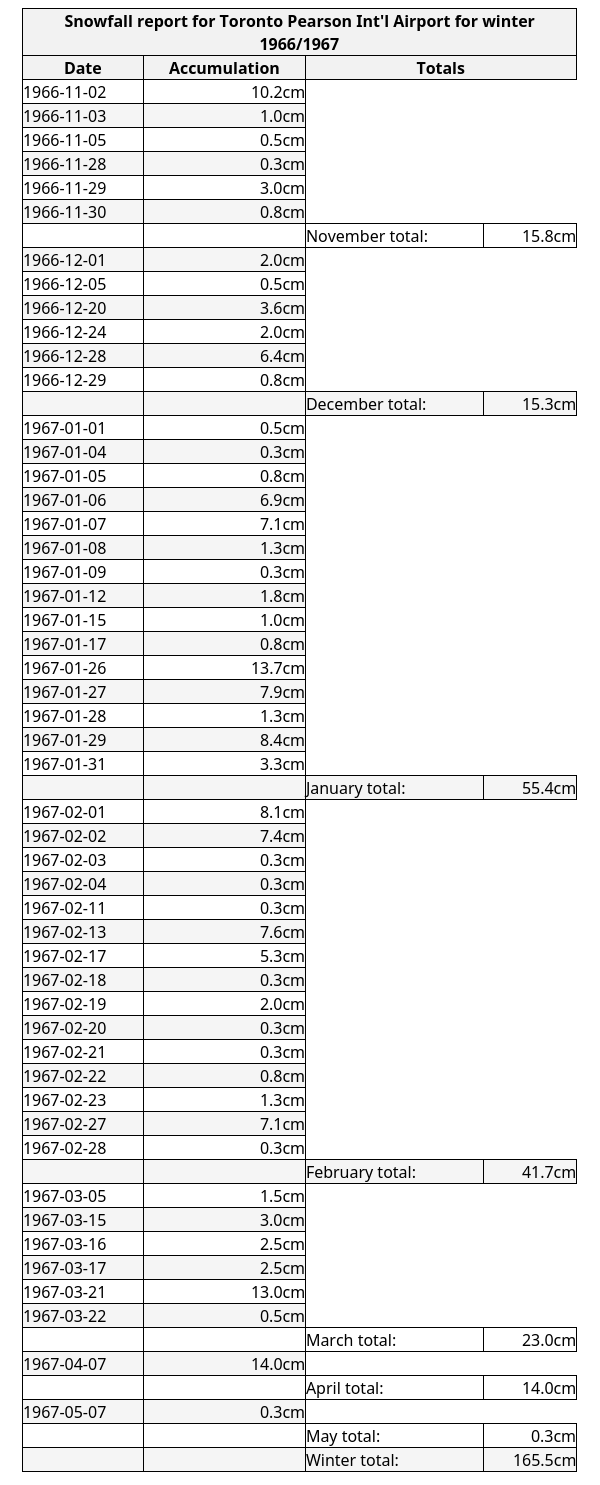 Snowfall report for Toronto Pearson Int'l Airport for winter
1966/1967
Date Accumulation Totals
1966-11-02 10.2cm
1966-11-03 1.0cm
1966-11-05 0.5cm
1966-11-28 0.3cm
1966-11-29 3.0cm
1966-11-30 0.8cm
November total: 15.8cm
1966-12-01 2.0cm
1966-12-05 0.5cm
1966-12-20 3.6cm
1966-12-24 2.0cm
1966-12-28 6.4cm
1966-12-29 0.8cm
December total: 15.3cm
1967-01-01 0.5cm
1967-01-04 0.3cm
1967-01-05 0.8cm
1967-01-06 6.9cm
1967-01-07 7.1cm
1967-01-08 1.3cm
1967-01-09 0.3cm
1967-01-12 1.8cm
1967-01-15 1.0cm
1967-01-17 0.8cm
1967-01-26 13.7cm
1967-01-27 7.9cm
1967-01-28 1.3cm
1967-01-29 8.4cm
1967-01-31 3.3cm
January total: 55.4cm
1967-02-01 8.1cm
1967-02-02 7.4cm
1967-02-03 0.3cm
1967-02-04 0.3cm
1967-02-11 0.3cm
1967-02-13 7.6cm
1967-02-17 5.3cm
1967-02-18 0.3cm
1967-02-19 2.0cm
1967-02-20 0.3cm
1967-02-21 0.3cm
1967-02-22 0.8cm
1967-02-23 1.3cm
1967-02-27 7.1cm
1967-02-28 0.3cm
February total: 41.7cm
1967-03-05 1.5cm
1967-03-15 3.0cm
1967-03-16 2.5cm
1967-03-17 2.5cm
1967-03-21 13.0cm
1967-03-22 0.5cm
March total: 23.0cm
1967-04-07 14.0cm
April total: 14.0cm
1967-05-07 0.3cm
May total: 0.3cm
Winter total: 165.5cm